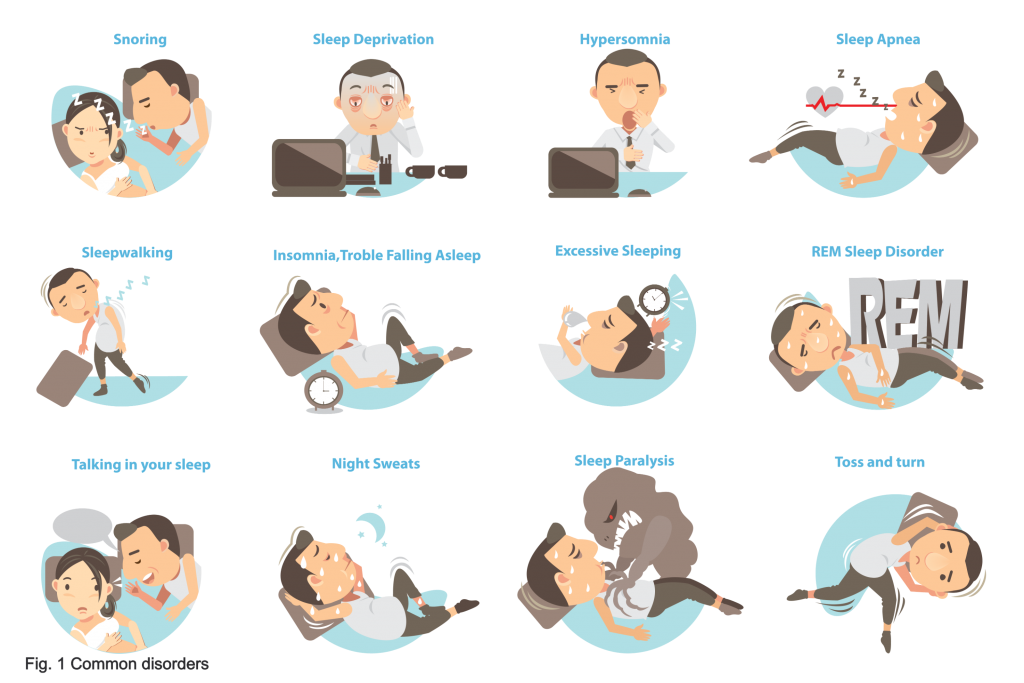 Snoring
Sleep Deprivation
Hypersomnia
Sleep Apnea
z
z
z
z
z
z
Z
Z
Z
Z
Z
Z
Sleepwalking
Insomnia,Troble Falling Asleep
Excessive Sleeping
REM Sleep Disorder
z
z
z
z
z
z
z
z
REM
Talking in your sleep
Night Sweats
Sleep Paralysis
Toss and turn
Fig. 1 Common disorders